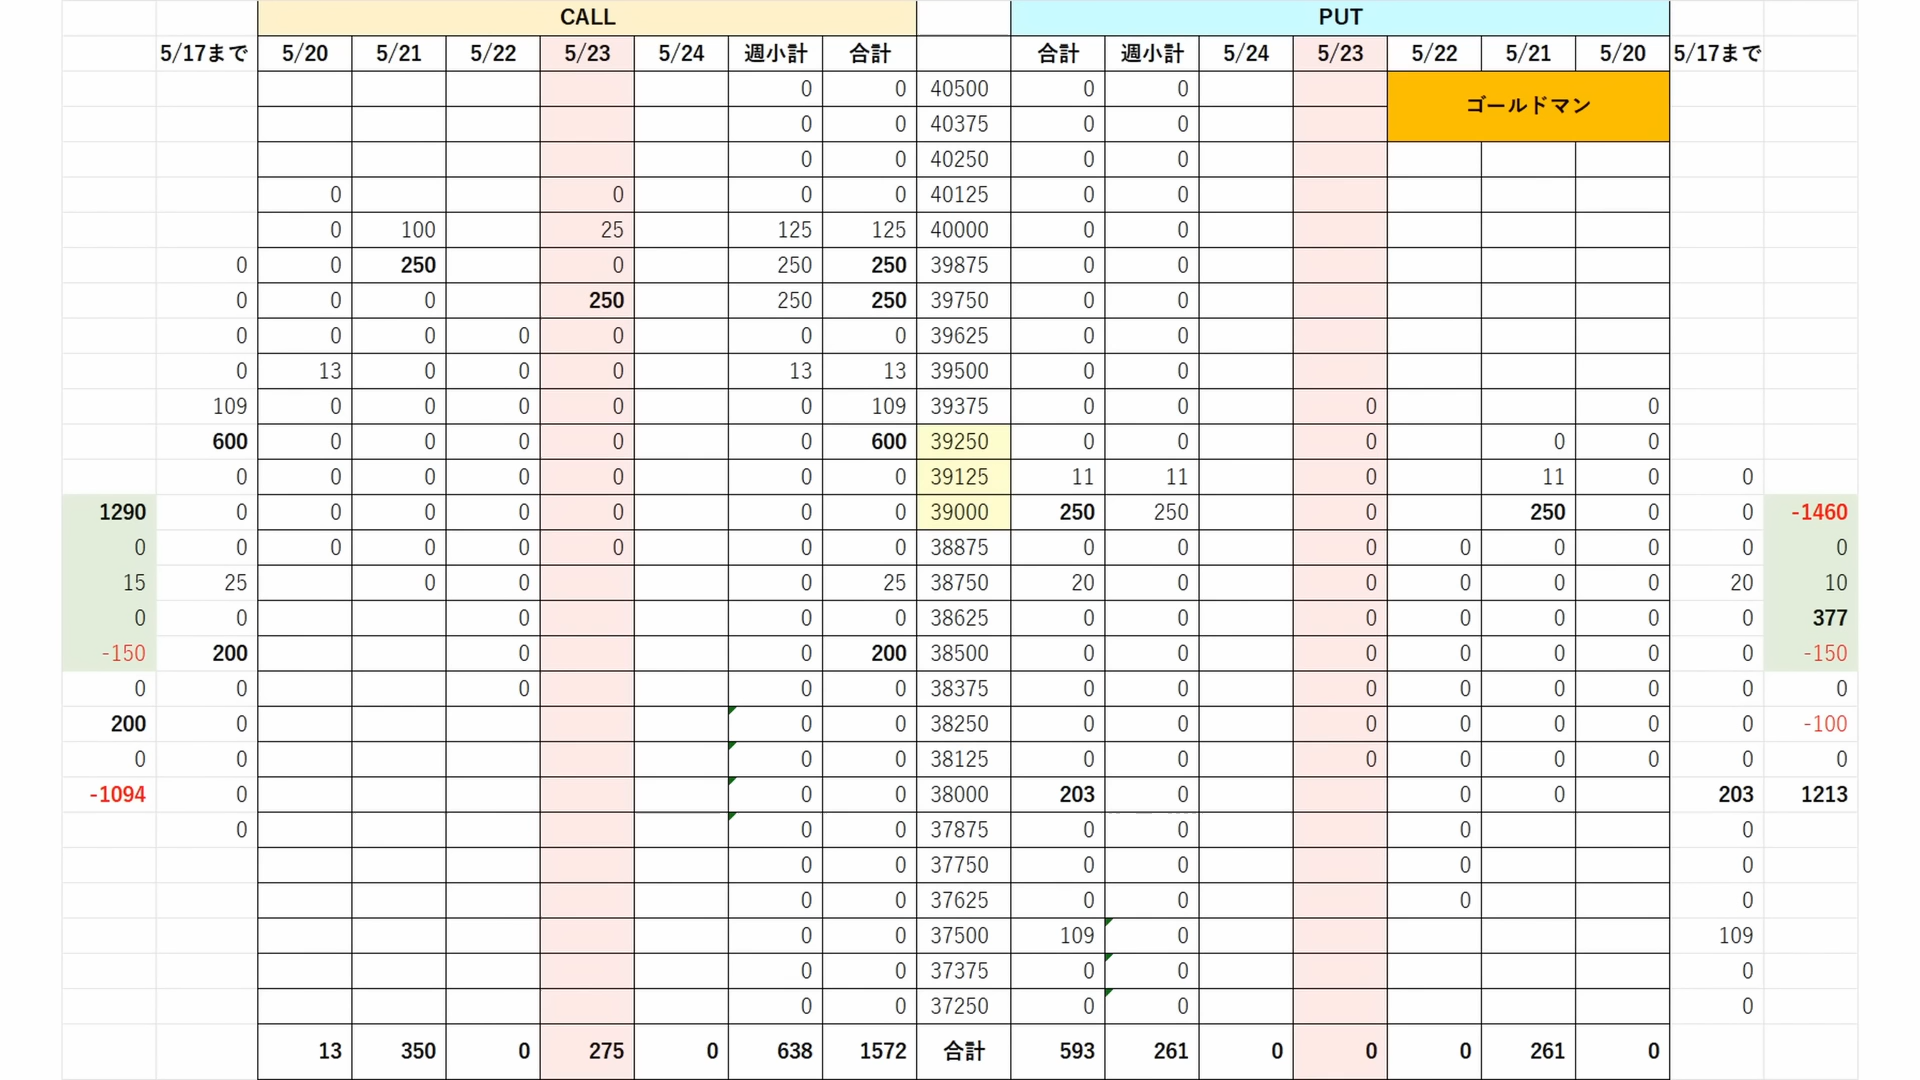 CALL PUT
5/17まで 5/20 5/21 5/22 5/23 5/24 週小計 合計 合計 週小計 5/24 5/23 5/22 5/21 5/20 5/17まで
0 0 40500 0 0 ゴールドマン
0 0 40375 0 0
0 0 40250 0 0
0 0 0 0 40125 0 0
0 100 25 125 125 40000 0 0
0 0 250 0 250 250 39875 0 0
0 0 0 250 250 250 39750 0 0
0 0 0 0 0 0 0 39625 0 0
0 13 0 0 0 13 13 39500 0 0
109 0 0 0 0 0 109 39375 0 0 0 0
600 0 0 0 0 0 600 39250 0 0 0 0 0
0 0 0 0 0 0 0 39125 11 11 0 11 0 0
1290 0 0 0 0 0 0 0 39000 250 250 0 250 0 0 -1460
0 0 0 0 0 0 0 0 38875 0 0 0 0 0 0 0 0
15 25 0 0 0 25 38750 20 0 0 0 0 0 20 10
0 0 0 0 0 38625 0 0 0 0 0 0 0 377
-150 200 0 0 200 38500 0 0 0 0 0 0 0 -150
0 0 0 0 0 38375 0 0 0 0 0 0 0 0
200 0 0 0 38250 0 0 0 0 0 0 0 -100
0 0 0 0 38125 0 0 0 0 0 0 0 0
-1094 0 0 0 38000 203 0 0 0 203 1213
0 0 0 37875 0 0 0 0
0 0 37750 0 0 0 0
0 0 37625 0 0 0 0
0 0 37500 109 0 109
0 0 37375 0 0 0
0 0 37250 0 0 0
13 350 0 275 0 638 1572 合計 593 261 0 0 0 261 0